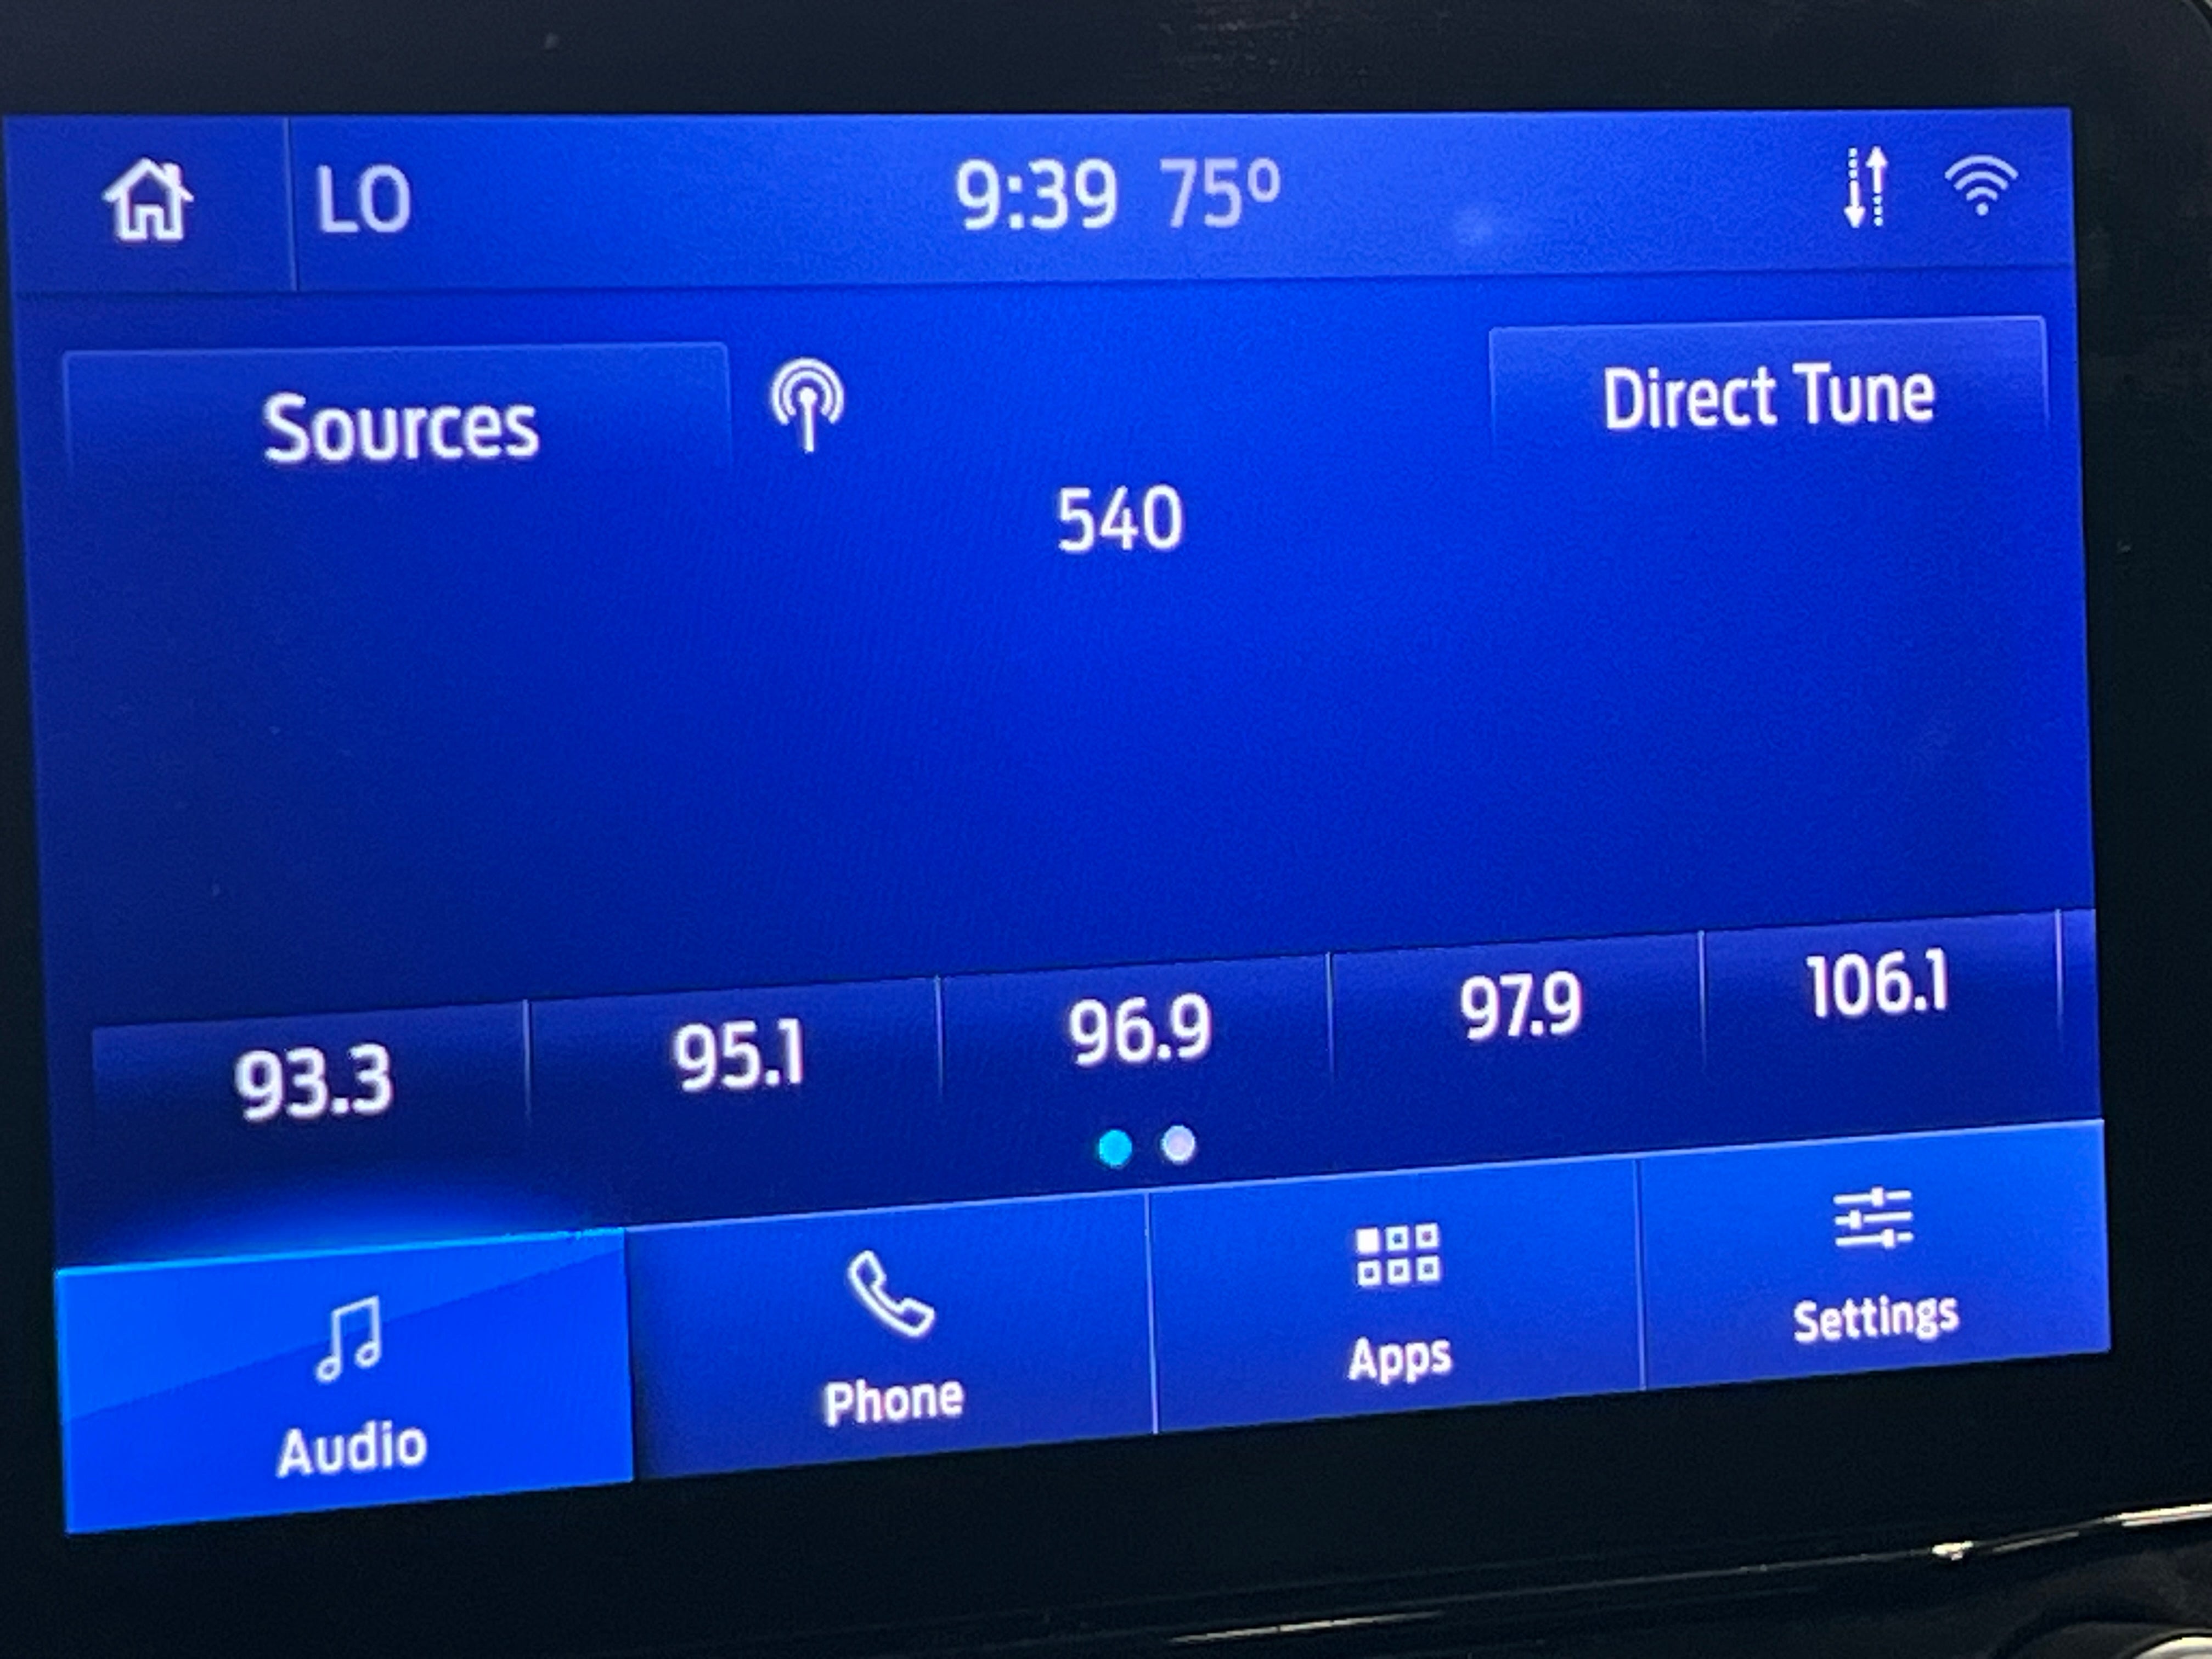 LO 9:39 75º
Sources Direct Tune
540
93.3 95.1 96.9 97.9 106.1
Audio Phone Apps Settings